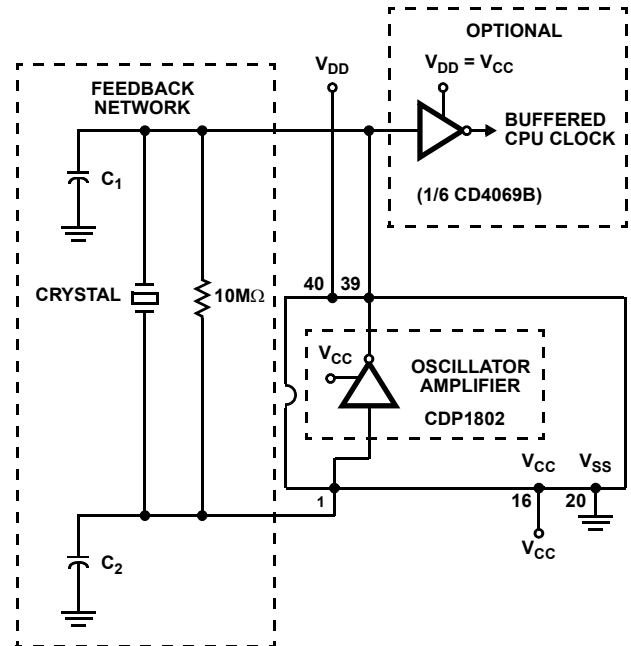 OPTIONAL
V_DD = V_CC
BUFFERED
CPU CLOCK
(1/6 CD4069B)
V_DD
FEEDBACK
NETWORK
C_1
CRYSTAL
10MΩ
40 39
V_CC
OSCILLATOR
AMPLIFIER
CDP1802
V_CC V_SS
1 16 20
V_CC
C_2